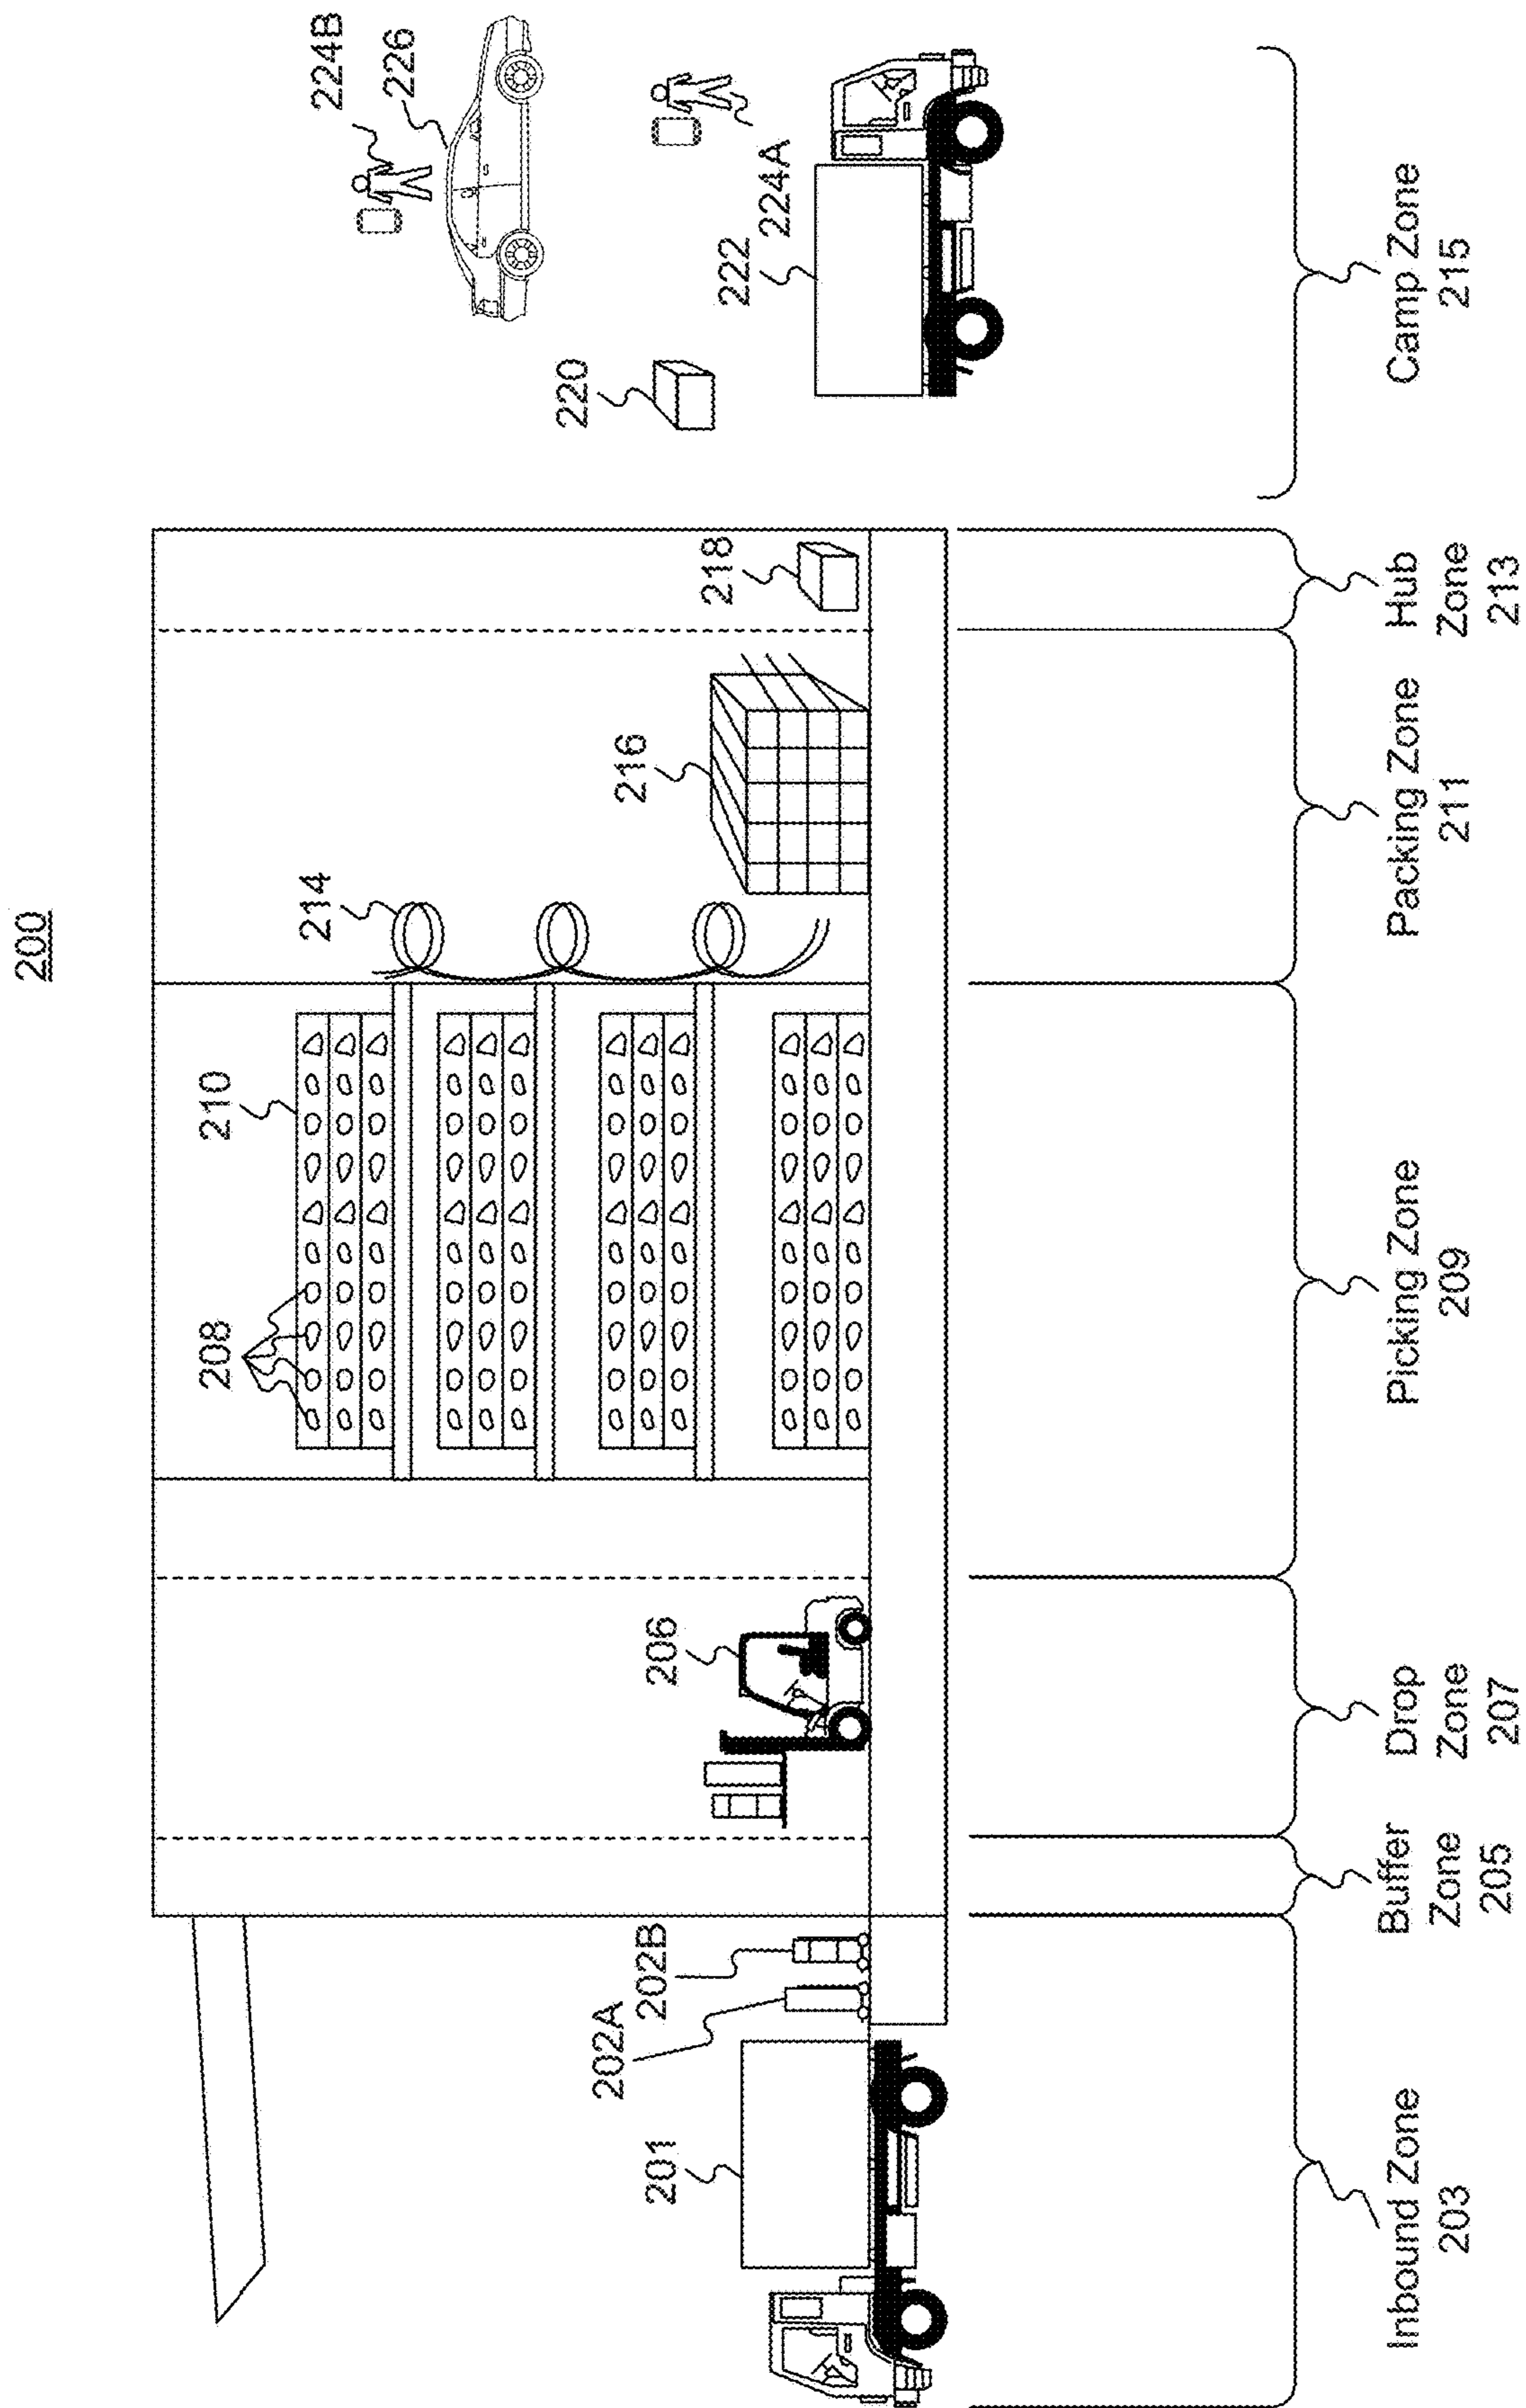 200
201
202A
202B
206
208
210
214
216
218
220
222
224A
224B
226
Inbound Zone
203
Buffer
Zone
205
Drop
Zone
207
Picking Zone
209
Packing Zone
211
Hub
Zone
213
Camp Zone
215